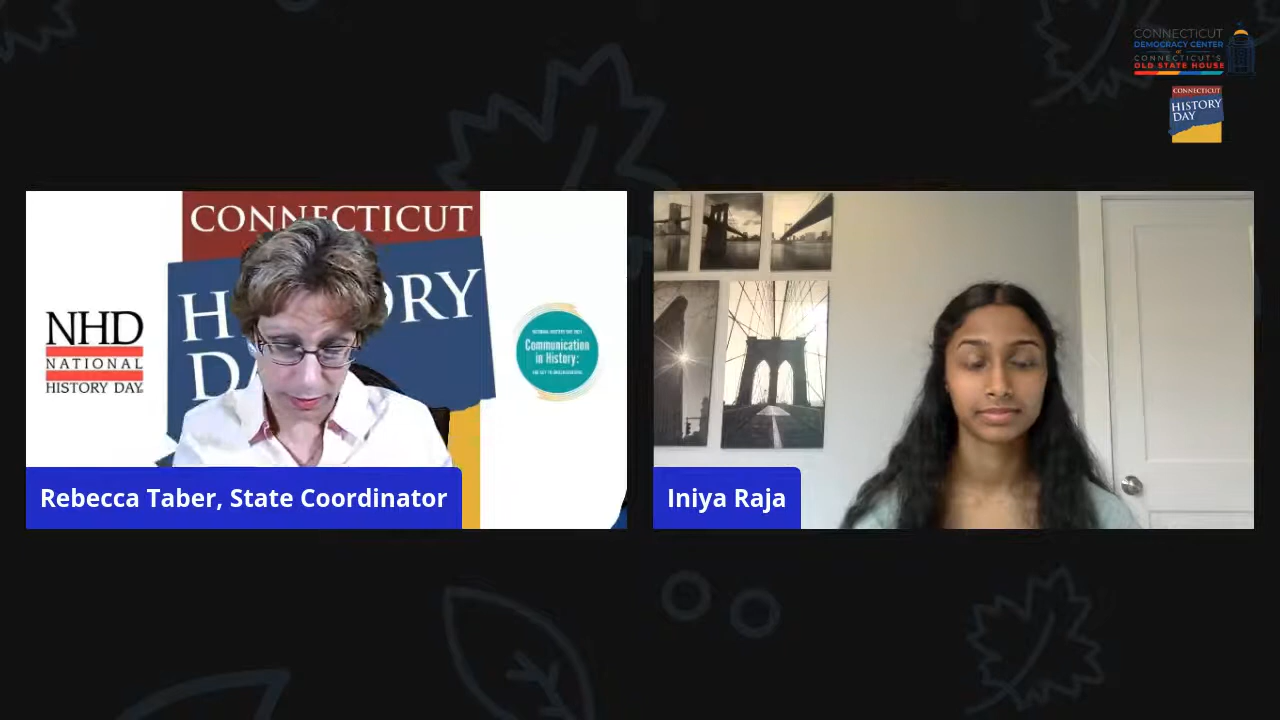 CONNECTICUT
DEMOCRACY CENTER
at
CONNECTICUT'S
OLD STATE HOUSE
CONNECTICUT
HISTORY
DAY
CONNECTICUT
NHD
NATIONAL
HISTORY DAY
Communication
in History:
Rebecca Taber, State Coordinator
Iniya Raja